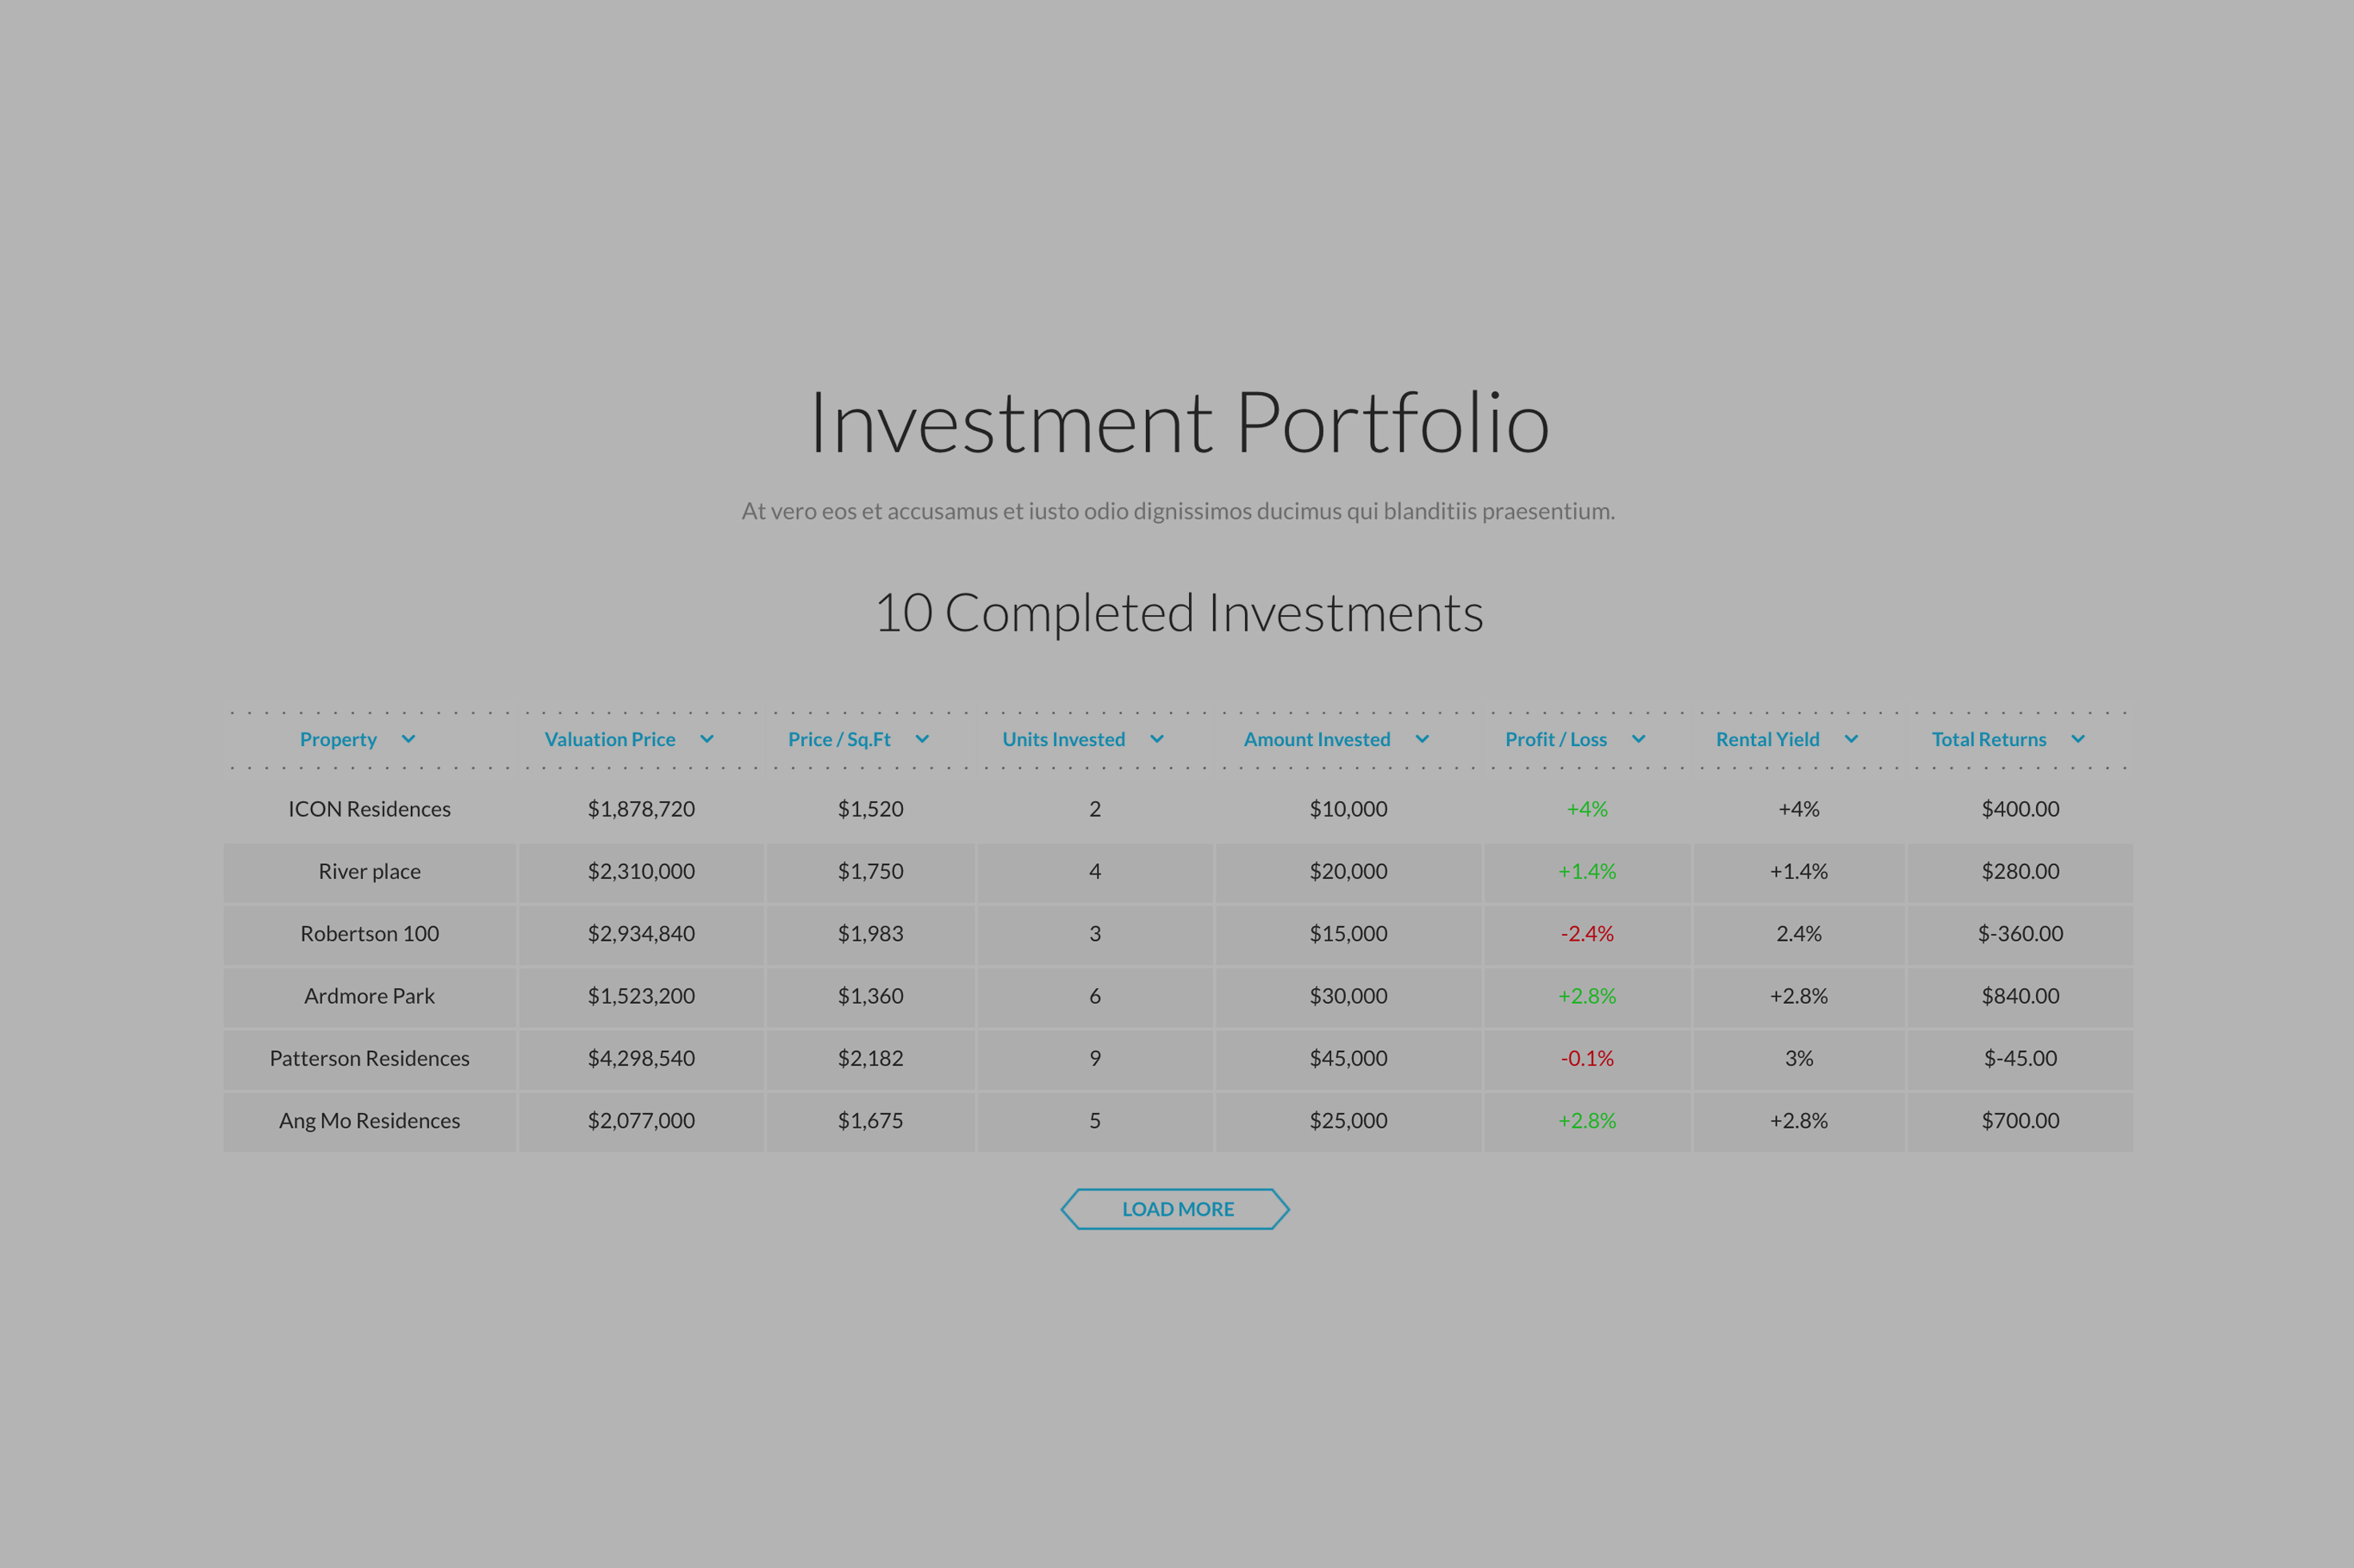 Investment Portfolio
At vero eos et accusamus et iusto odio dignissimos ducimus qui blanditiis praesentium.
10 Completed Investments
Property Valuation Price Price / Sq.Ft Units Invested Amount Invested Profit / Loss Rental Yield Total Returns
ICON Residences $1,878,720 $1,520 2 $10,000 +4% +4% $400.00
River place $2,310,000 $1,750 4 $20,000 +1.4% +1.4% $280.00
Robertson 100 $2,934,840 $1,983 3 $15,000 -2.4% 2.4% $-360.00
Ardmore Park $1,523,200 $1,360 6 $30,000 +2.8% +2.8% $840.00
Patterson Residences $4,298,540 $2,182 9 $45,000 -0.1% 3% $-45.00
Ang Mo Residences $2,077,000 $1,675 5 $25,000 +2.8% +2.8% $700.00
LOAD MORE